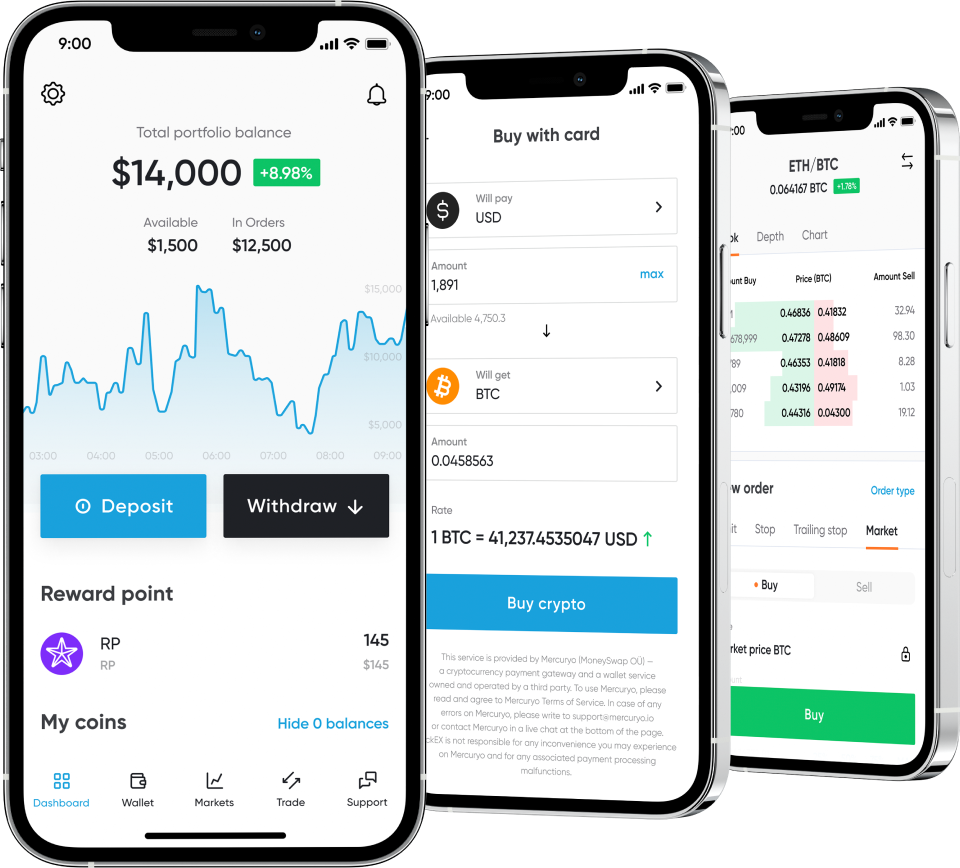 9:00
Total portfolio balance
$14,000 +8.98%
Available In Orders
$1,500 $12,500
$15,000
$10,000
$5,000
03:00 04:00 05:00 06:00 07:00 08:00 09:00
Deposit Withdraw
Reward point
RP 145
RP $145
My coins Hide 0 balances
Dashboard Wallet Markets Trade Support
9:00
Buy with card
Will pay
USD
Amount
1,891 max
Available 4,750.3
Will get
BTC
Amount
0.0458563
Rate
1 BTC = 41,237.4535047 USD ↑
Buy crypto
This service is provided by Mercuryo (MoneySwap OÜ) —
a cryptocurrency payment gateway and a wallet service
owned and operated by a third party. To use Mercuryo, please
read and agree to Mercuryo Terms of Service. In case of any
errors on Mercuryo, please write to support@mercuryo.io
or contact Mercuryo in a live chat at the bottom of the page.
ckEX is not responsible for any inconvenience you may experience
on Mercuryo and for any associated payment processing
malfunctions.
:00
ETH/BTC
0.064167 BTC +1.78%
ok Depth Chart
unt Buy Price (BTC) Amount Sell
0.46836 0.41832 32.94
678,999 0.47278 0.48609 98.30
789 0.46353 0.41818 8.28
,009 0.43196 0.49174 1.03
780 0.44316 0.04300 19.12
w order Order type
it Stop Trailing stop Market
Buy Sell
rket price BTC
Buy